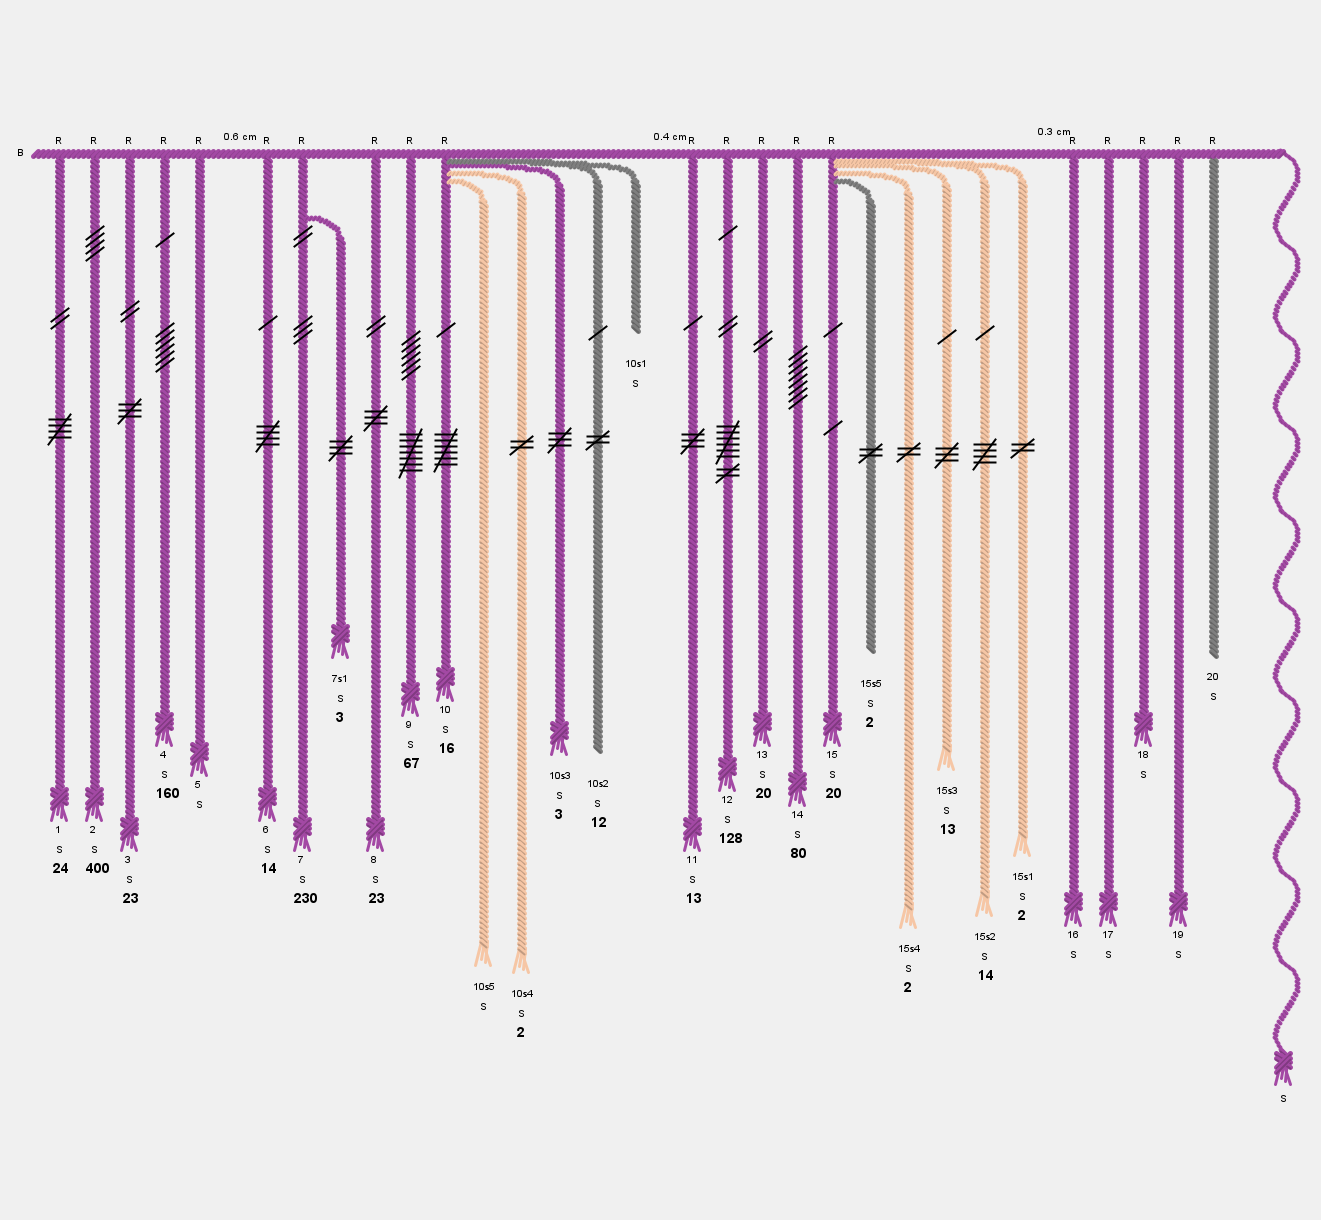 0.3 cm
0.6 cm 0.4 cm
R R R R R R R R R R R R R R R R R R R R
B
10s1
S
7s1 15s5 20
S S S
3 2
10 9
S S
16 67
4 13 15
S S S
160 20 20
10s3 10s2 5 15s3
S S S S
3 12 13
12 14
S S
128 80
1 2 6
S S S
24 400 14
3 7 8 11
S S S S
23 230 23 13
18
S
15s1
S
2
15s4 15s2 16 17 19
S S S S S
2 14
10s5 10s4
S S
2
S